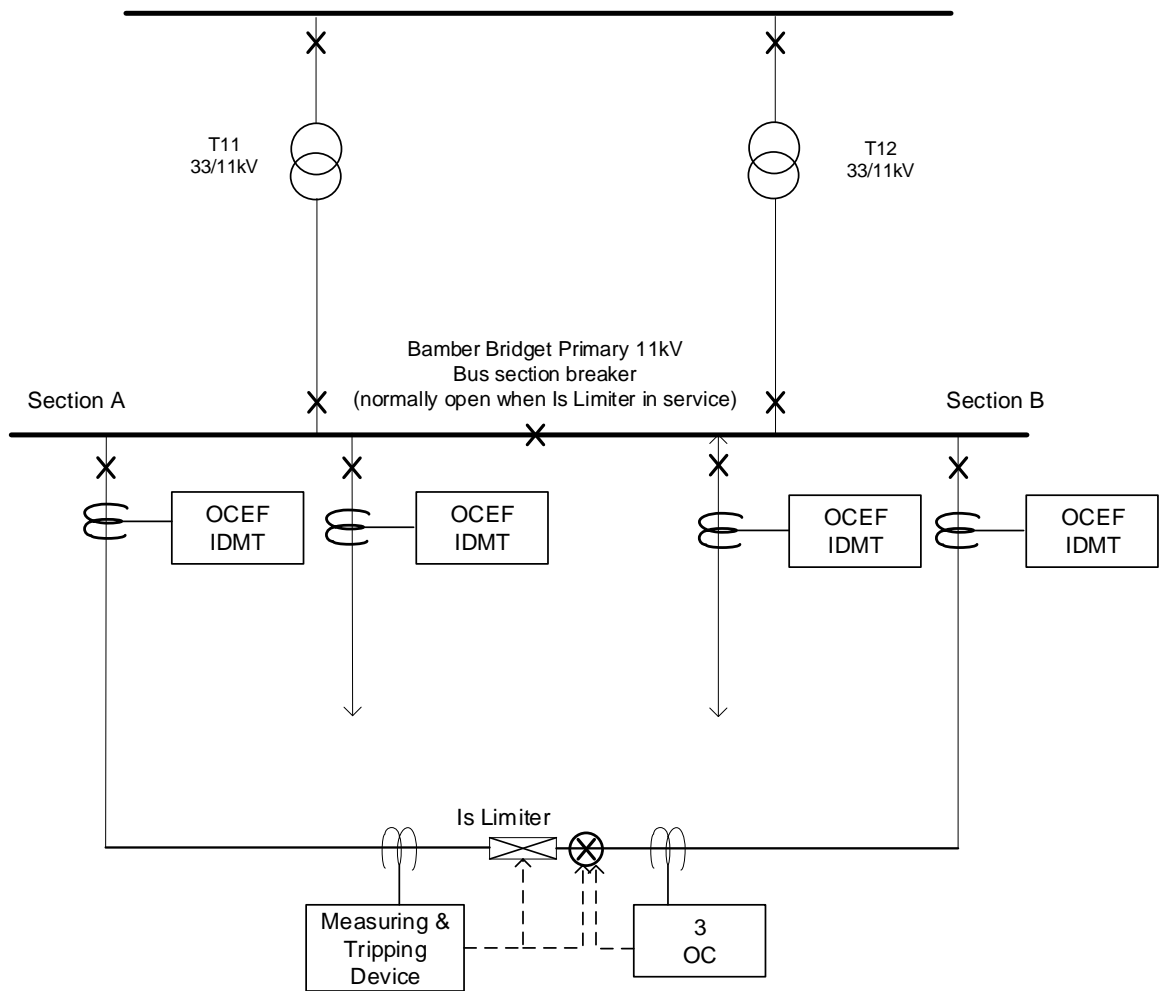 T11
33/11kV
T12
33/11kV
Bamber Bridget Primary 11kV
Bus section breaker
(normally open when Is Limiter in service)
Section A
Section B
OCEF
IDMT
OCEF
IDMT
OCEF
IDMT
OCEF
IDMT
Is Limiter
Measuring &
Tripping
Device
3
OC